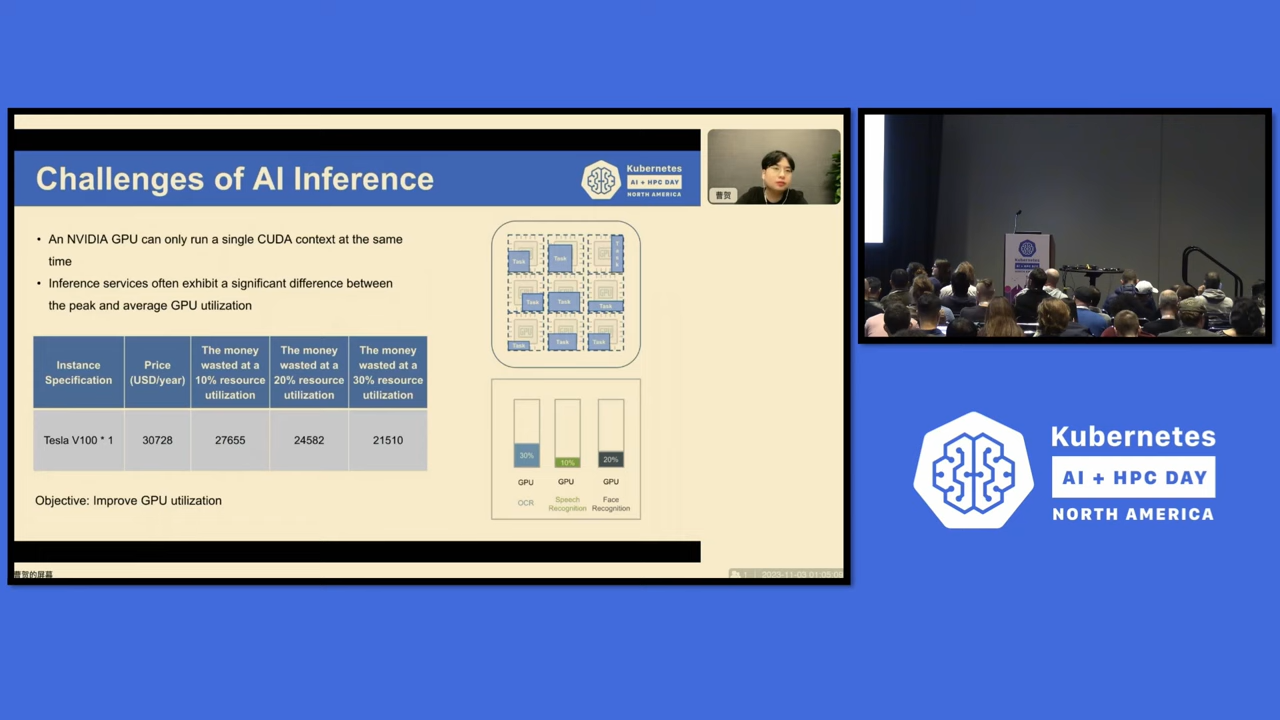 Challenges of AI Inference
Kubernetes
AI + HPC DAY
NORTH AMERICA
曹贺
• An NVIDIA GPU can only run a single CUDA context at the same
time
• Inference services often exhibit a significant difference between
the peak and average GPU utilization
Instance
Specification
Price
(USD/year)
The money
wasted at a
10% resource
utilization
The money
wasted at a
20% resource
utilization
The money
wasted at a
30% resource
utilization
Tesla V100 * 1
30728
27655
24582
21510
Objective: Improve GPU utilization
Task
Task
Task
Task
Task
Task
Task
Task
Task
30%
10%
20%
GPU
GPU
GPU
OCR
Speech
Recognition
Face
Recognition
曹贺的屏幕
Kubernetes
AI + HPC DAY
NORTH AMERICA